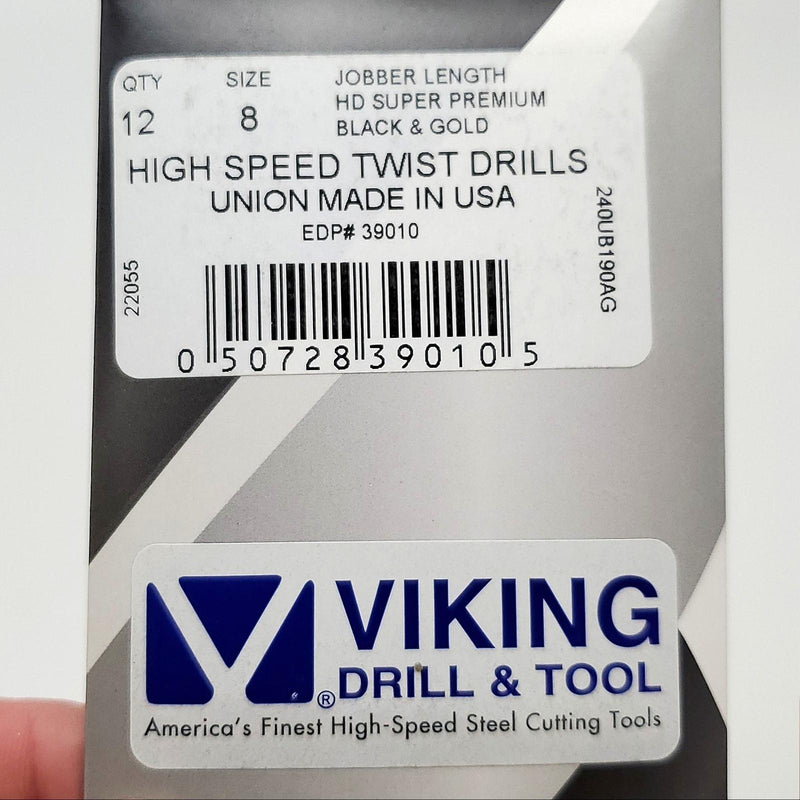 QTY SIZE JOBBER LENGTH
12 8 HD SUPER PREMIUM
BLACK & GOLD
HIGH SPEED TWIST DRILLS
UNION MADE IN USA
EDP# 39010
22055
240UB190AG
0 50728 39010 5
VIKING
® DRILL & TOOL
America's Finest High-Speed Steel Cutting Tools